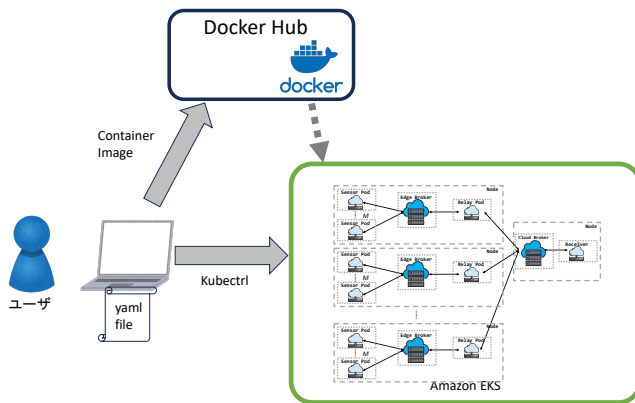 Docker Hub
docker
Container
Image
ユーザ
yaml
file
Kubectrl
Node
Sensor Pod
M
Sensor Pod
Edge Broker
Relay Pod
Node
Sensor Pod
M
Sensor Pod
Edge Broker
Relay Pod
Node
Sensor Pod
M
Sensor Pod
Edge Broker
Relay Pod
Node
Cloud Broker
Receiver
Amazon EKS